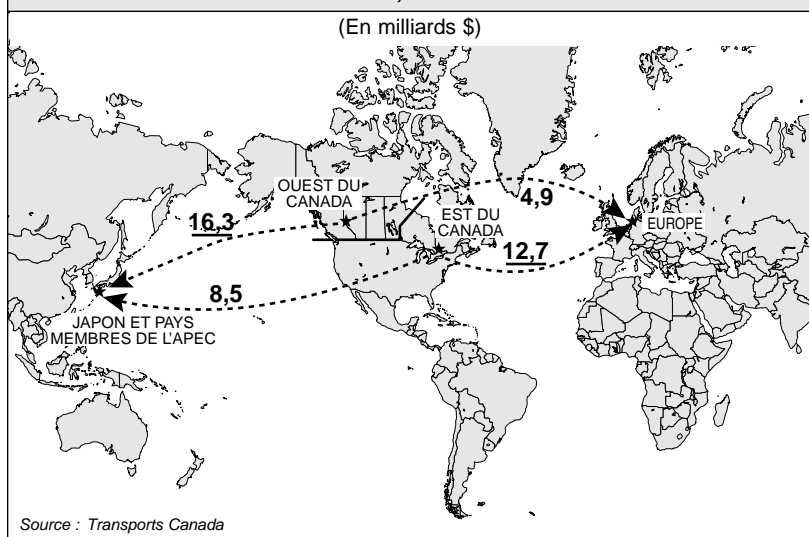 (En milliards $)
OUEST DU
CANADA
4,9
16,3
EST DU
CANADA
EUROPE
12,7
8,5
JAPON ET PAYS
MEMBRES DE L'APEC
Source : Transports Canada